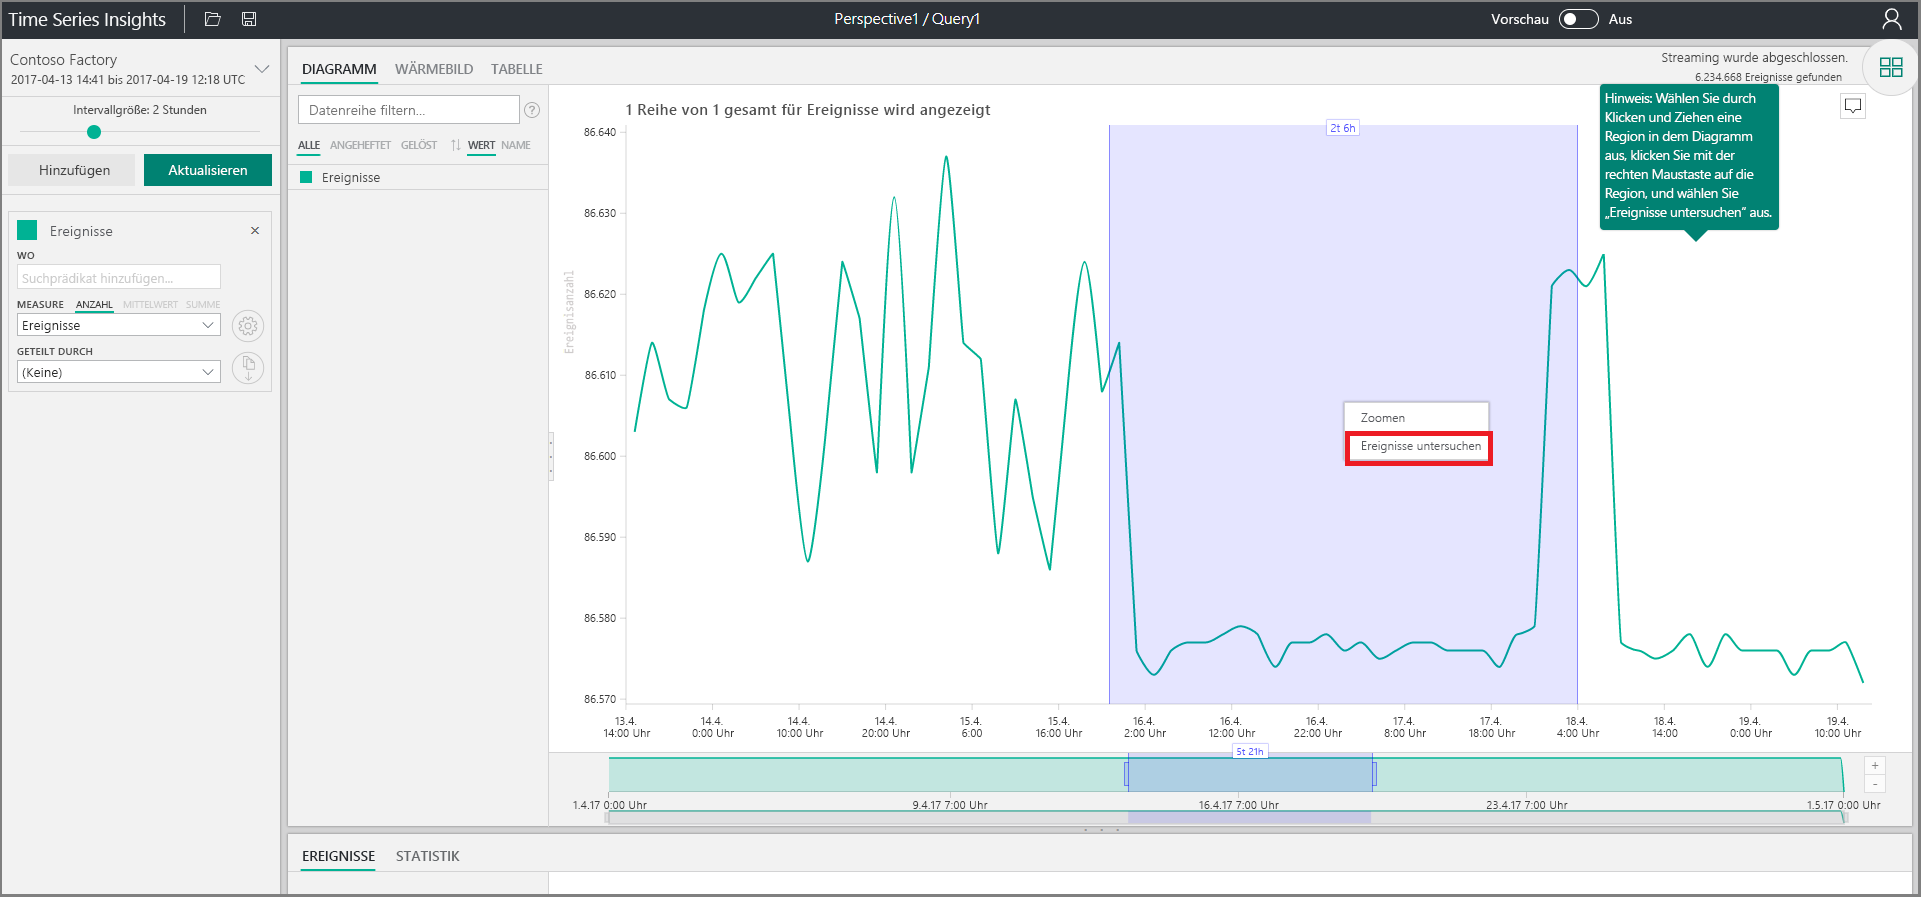 Time Series Insights
Perspective1 / Query1
Vorschau Aus
Contoso Factory
2017-04-13 14:41 bis 2017-04-19 12:18 UTC
Intervallgröße: 2 Stunden
Hinzufügen Aktualisieren
Ereignisse ×
WO
Suchprädikat hinzufügen...
MEASURE ANZAHL MITTELWERT SUMME
Ereignisse
GETEILT DURCH
(Keine)
DIAGRAMM WÄRMEBILD TABELLE
Streaming wurde abgeschlossen.
6.234.668 Ereignisse gefunden
Datenreihe filtern... ?
ALLE ANGEHEFTET GELÖST WERT NAME
Ereignisse
1 Reihe von 1 gesamt für Ereignisse wird angezeigt
Hinweis: Wählen Sie durch
Klicken und Ziehen eine
Region in dem Diagramm
aus, klicken Sie mit der
rechten Maustaste auf die
Region, und wählen Sie
„Ereignisse untersuchen“ aus.
2t 6h
Ereignisanzahl
86.640
86.630
86.620
86.610
86.600
86.590
86.580
86.570
Zoomen
Ereignisse untersuchen
13.4. 14.4. 14.4. 14.4. 15.4. 15.4. 16.4. 16.4. 16.4. 17.4. 17.4. 18.4. 18.4. 19.4. 19.4.
14:00 Uhr 0:00 Uhr 10:00 Uhr 20:00 Uhr 6:00 16:00 Uhr 2:00 Uhr 12:00 Uhr 22:00 Uhr 8:00 Uhr 18:00 Uhr 4:00 Uhr 14:00 0:00 Uhr 10:00 Uhr
5t 21h
+
-
1.4.17 0:00 Uhr 9.4.17 7:00 Uhr 16.4.17 7:00 Uhr 23.4.17 7:00 Uhr 1.5.17 0:00 Uhr
EREIGNISSE STATISTIK